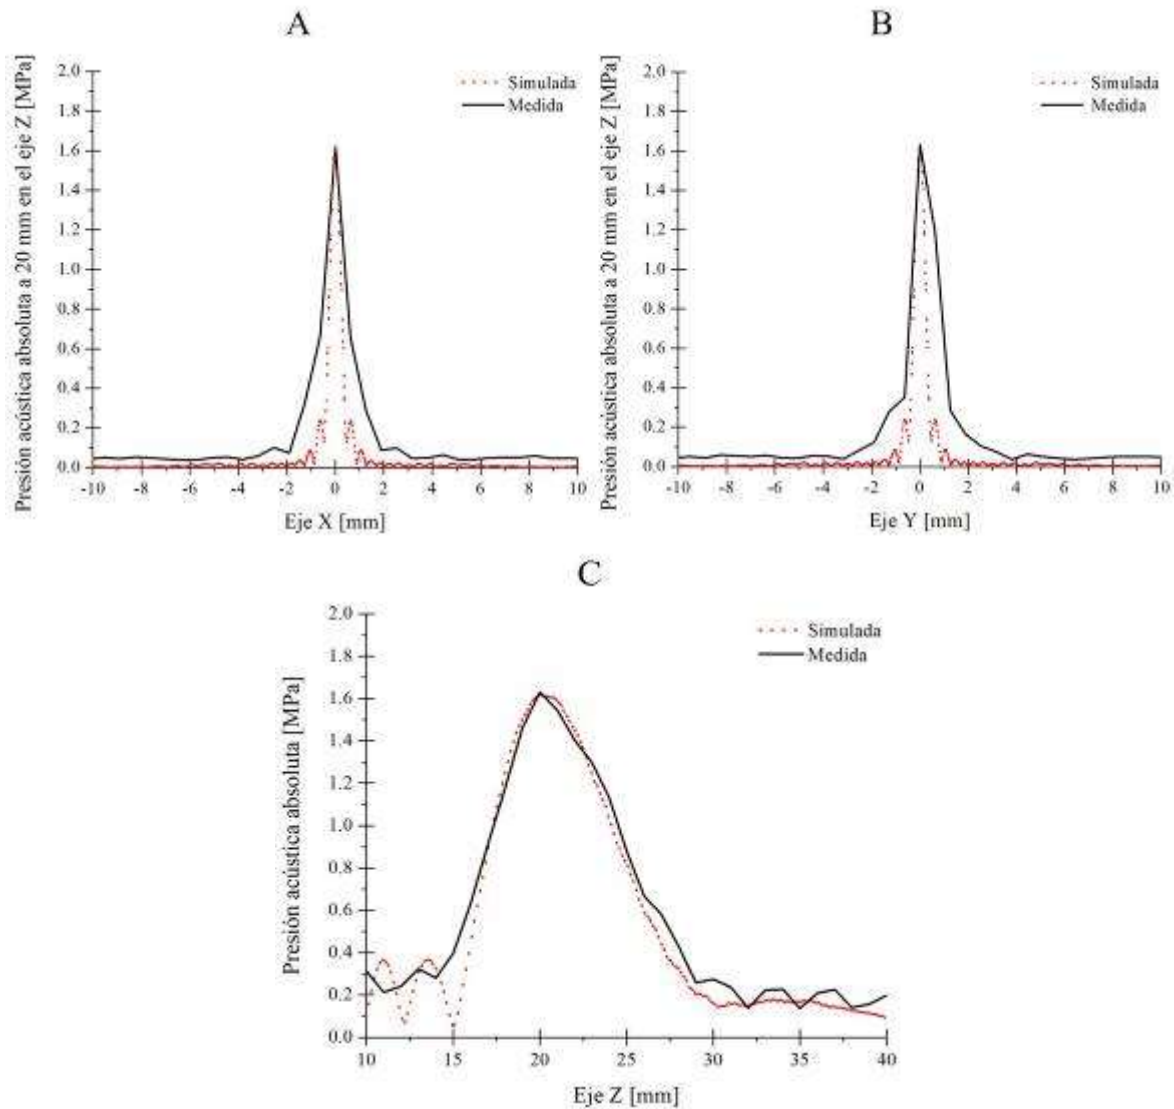 A
Presión acústica absoluta a 20 mm en el eje Z [MPa]
2.0
1.8
1.6
1.4
1.2
1.0
0.8
0.6
0.4
0.2
0.0
-10 -8 -6 -4 -2 0 2 4 6 8 10
Eje X [mm]
Simulada
Medida
B
Presión acústica absoluta a 20 mm en el eje Z [MPa]
2.0
1.8
1.6
1.4
1.2
1.0
0.8
0.6
0.4
0.2
0.0
-10 -8 -6 -4 -2 0 2 4 6 8 10
Eje Y [mm]
Simulada
Medida
C
Presión acústica absoluta [MPa]
2.0
1.8
1.6
1.4
1.2
1.0
0.8
0.6
0.4
0.2
0.0
10 15 20 25 30 35 40
Eje Z [mm]
Simulada
Medida